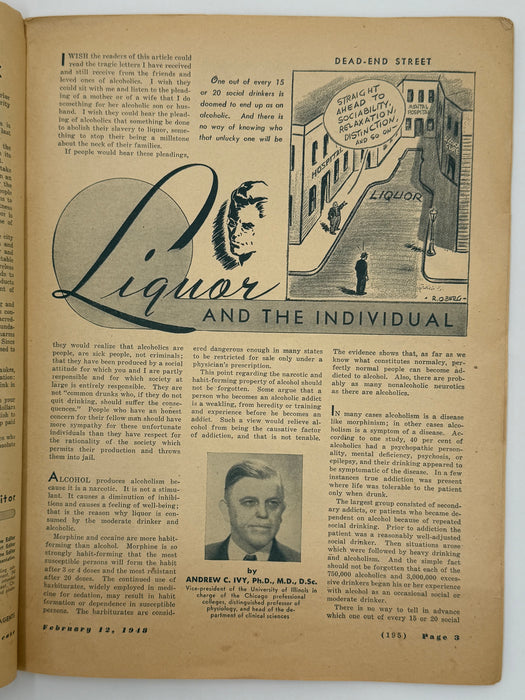 I WISH the readers of this article could
read the tragic letters I have received
and still receive from the friends and
loved ones of alcoholics. I wish they
could sit with me and listen to the plead-
ing of a mother or of a wife that I do
something for her alcoholic son or hus-
band. I wish they could hear the plead-
ing of alcoholics that something be done
to abolish their slavery to liquor, some-
thing to stop their being a millstone
about the neck of their families.
If people would hear these pleadings,
One out of every 15
or 20 social drinkers is
doomed to end up as an
alcoholic. And there is
no way of knowing who
that unlucky one will be
DEAD-END STREET
STRAIGHT
AHEAD TO
SOCIABILITY,
RELAXATION,
DISTINCTION,
AND SO ON
HOSPITAL
MENTAL
HOSPITAL
LIQUOR
R.O. BERG
Liquor
AND THE INDIVIDUAL
they would realize that alcoholics are
people, are sick people, not criminals;
that they have been produced by a social
attitude for which you and I are partly
responsible and for which society at
large is entirely responsible. They are
not "common drunks who, if they do not
quit drinking, should suffer the conse-
quences." People who have an honest
concern for their fellow men should have
more sympathy for these unfortunate
individuals than they have respect for
the rationality of the society which
permits their production and throws
them into jail.
ALCOHOL produces alcoholism be-
cause it is a narcotic. It is not a stimu-
lant. It causes a diminution of inhibi-
tions and causes a feeling of well-being;
that is the reason why liquor is con-
sumed by the moderate drinker and
alcoholic.
Morphine and cocaine are more habit-
forming than alcohol. Morphine is so
strongly habit-forming that the most
susceptible persons will form the habit
after 3 or 4 doses and the most resistant
after 20 doses. The continued use of
barbiturates, widely employed in medi-
cine for sedation, may result in habit
formation or dependence in susceptible
persons. The barbiturates are consid-
ered dangerous enough in many states
to be restricted for sale only under a
physician's prescription.
This point regarding the narcotic and
habit-forming property of alcohol should
not be forgotten. Some argue that a
person who becomes an alcoholic addict
is a weakling, from heredity or training
and experience before he becomes an
addict. Such a view would relieve al-
cohol from being the causative factor
of addiction, and that is not tenable.
by
ANDREW C. IVY, Ph.D., M.D., D.Sc.
Vice-president of the University of Illinois in
charge of the Chicago professional
colleges, distinguished professor of
physiology, and head of the de-
partment of clinical sciences
The evidence shows that, as far as we
know what constitutes normalcy, per-
fectly normal people can become ad-
dicted to alcohol. Also, there are prob-
ably as many nonalcoholic neurotics
as there are alcoholics.
IN many cases alcoholism is a disease
like morphinism; in other cases alco-
holism is a symptom of a disease. Ac-
cording to one study, 40 per cent of
alcoholics had a psychopathic person-
ality, mental deficiency, psychosis, or
epilepsy, and their drinking appeared to
be symptomatic of the disease. In a few
instances true addiction was present
where life was tolerable to the patient
only when drunk.
The largest group consisted of second-
ary addicts, or patients who became de-
pendent on alcohol because of repeated
social drinking. Prior to addiction the
patient was a reasonably well-adjusted
social drinker. Then situations arose
which were followed by heavy drinking
and alcoholism. And the simple fact
should not be forgotten that each of the
750,000 alcoholics and 3,000,000 exces-
sive drinkers began his or her experience
with alcohol as an occasional social or
moderate drinker.
There is no way to tell in advance
which one out of every 15 or 20 social
February 12, 1948
(195) Page 3